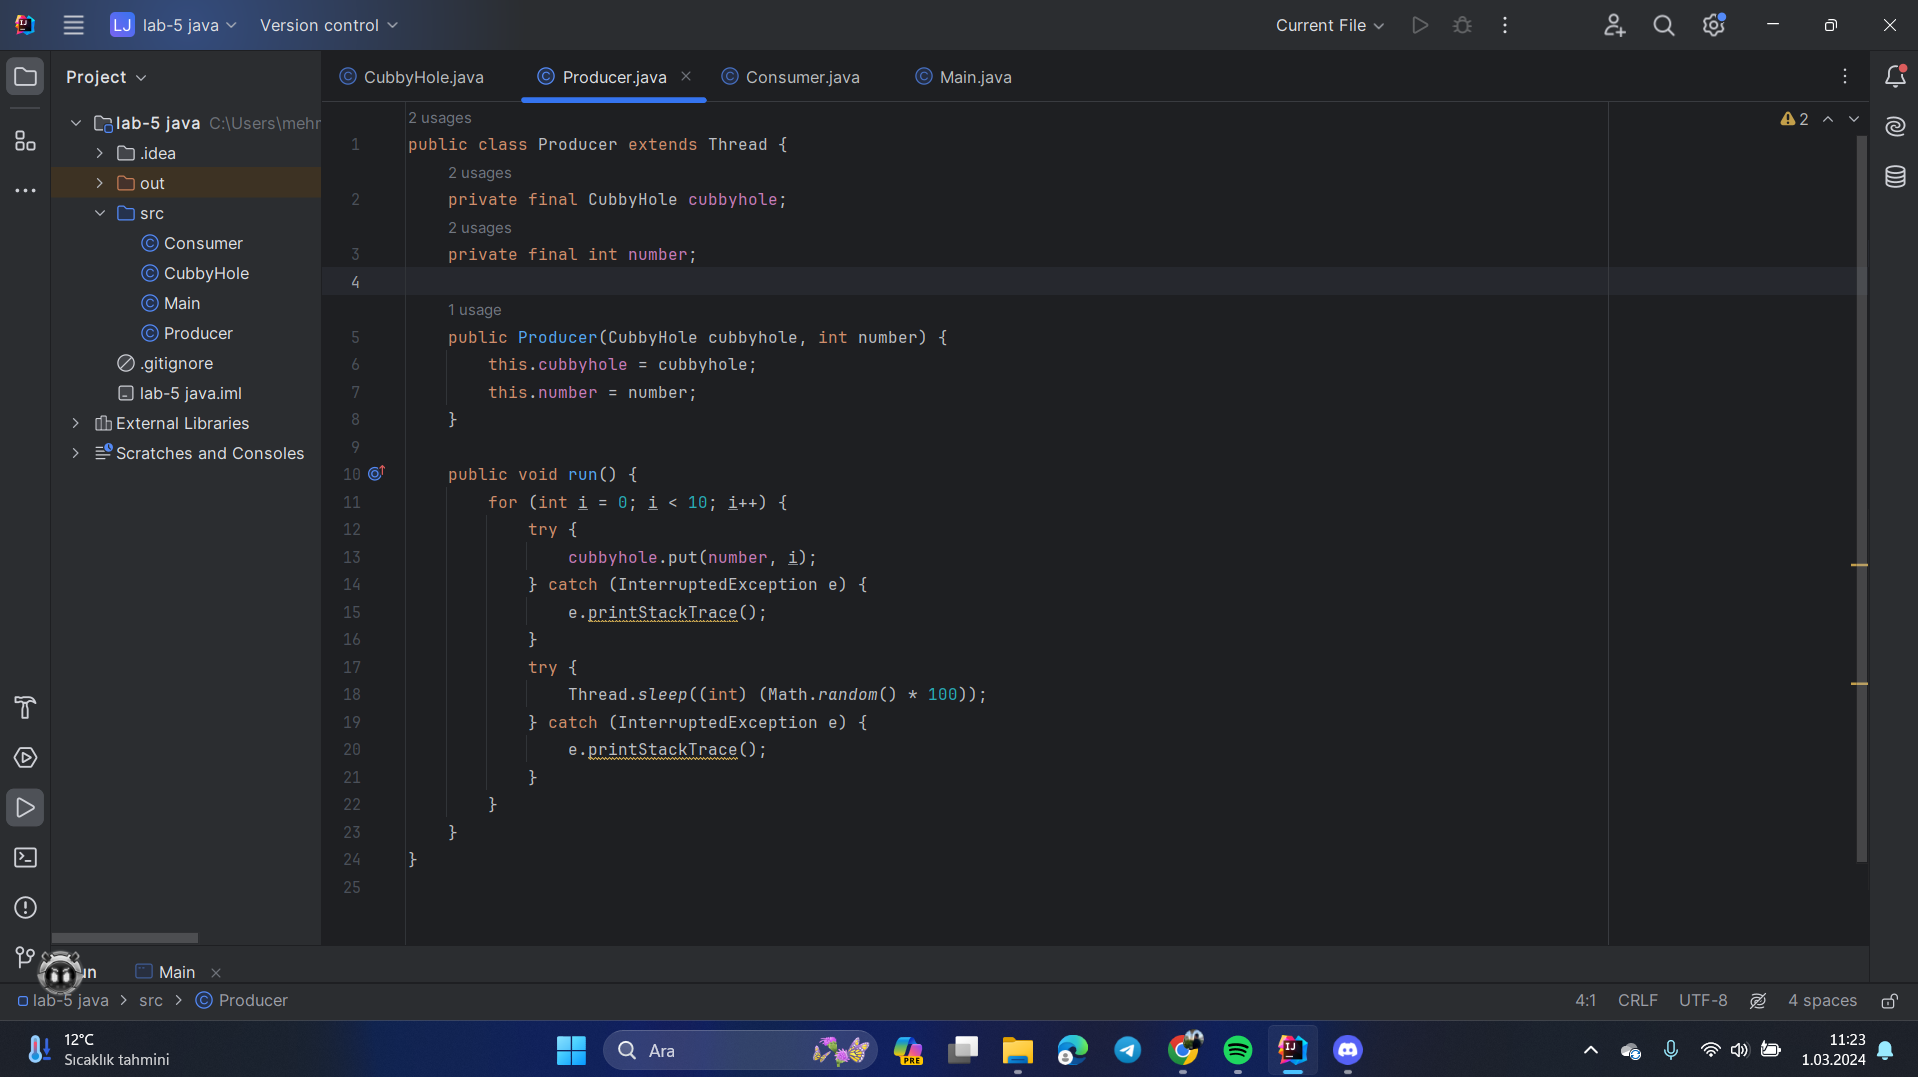 LJ lab-5 java Version control Current File
Project
CubbyHole.java Producer.java Consumer.java Main.java
lab-5 java C:\Users\mehr
.idea
out
src
Consumer
CubbyHole
Main
Producer
.gitignore
lab-5 java.iml
External Libraries
Scratches and Consoles
2
2 usages
1 public class Producer extends Thread {
2 usages
2 private final CubbyHole cubbyhole;
2 usages
3 private final int number;
4
1 usage
5 public Producer(CubbyHole cubbyhole, int number) {
6 this.cubbyhole = cubbyhole;
7 this.number = number;
8 }
9
10 public void run() {
11 for (int i = 0; i < 10; i++) {
12 try {
13 cubbyhole.put(number, i);
14 } catch (InterruptedException e) {
15 e.printStackTrace();
16 }
17 try {
18 Thread.sleep((int) (Math.random() * 100));
19 } catch (InterruptedException e) {
20 e.printStackTrace();
21 }
22 }
23 }
24 }
25
un Main
lab-5 java src Producer 4:1 CRLF UTF-8 4 spaces
12°C
Sıcaklık tahmini
Ara
PRE
11:23
1.03.2024